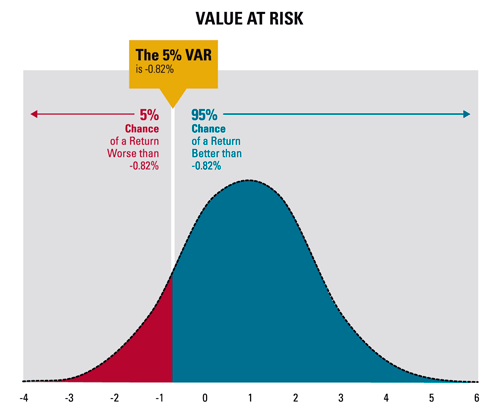 VALUE AT RISK
The 5% VAR
is -0.82%
5%
Chance
of a Return
Worse than
-0.82%
95%
Chance
of a Return
Better than
-0.82%
-4 -3 -2 -1 0 1 2 3 4 5 6